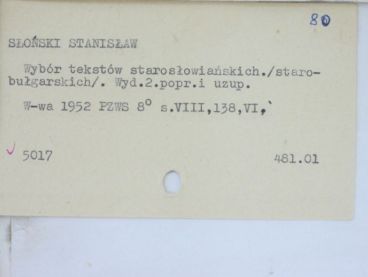 80
SŁOŃSKI STANISŁAW
Wybór tekstów starosłowiańskich./staro-
bułgarskich/. Wyd.2.popr.i uzup.
W-wa 1952 PZWS 8° s.VIII,138,VI,
5017 481.01